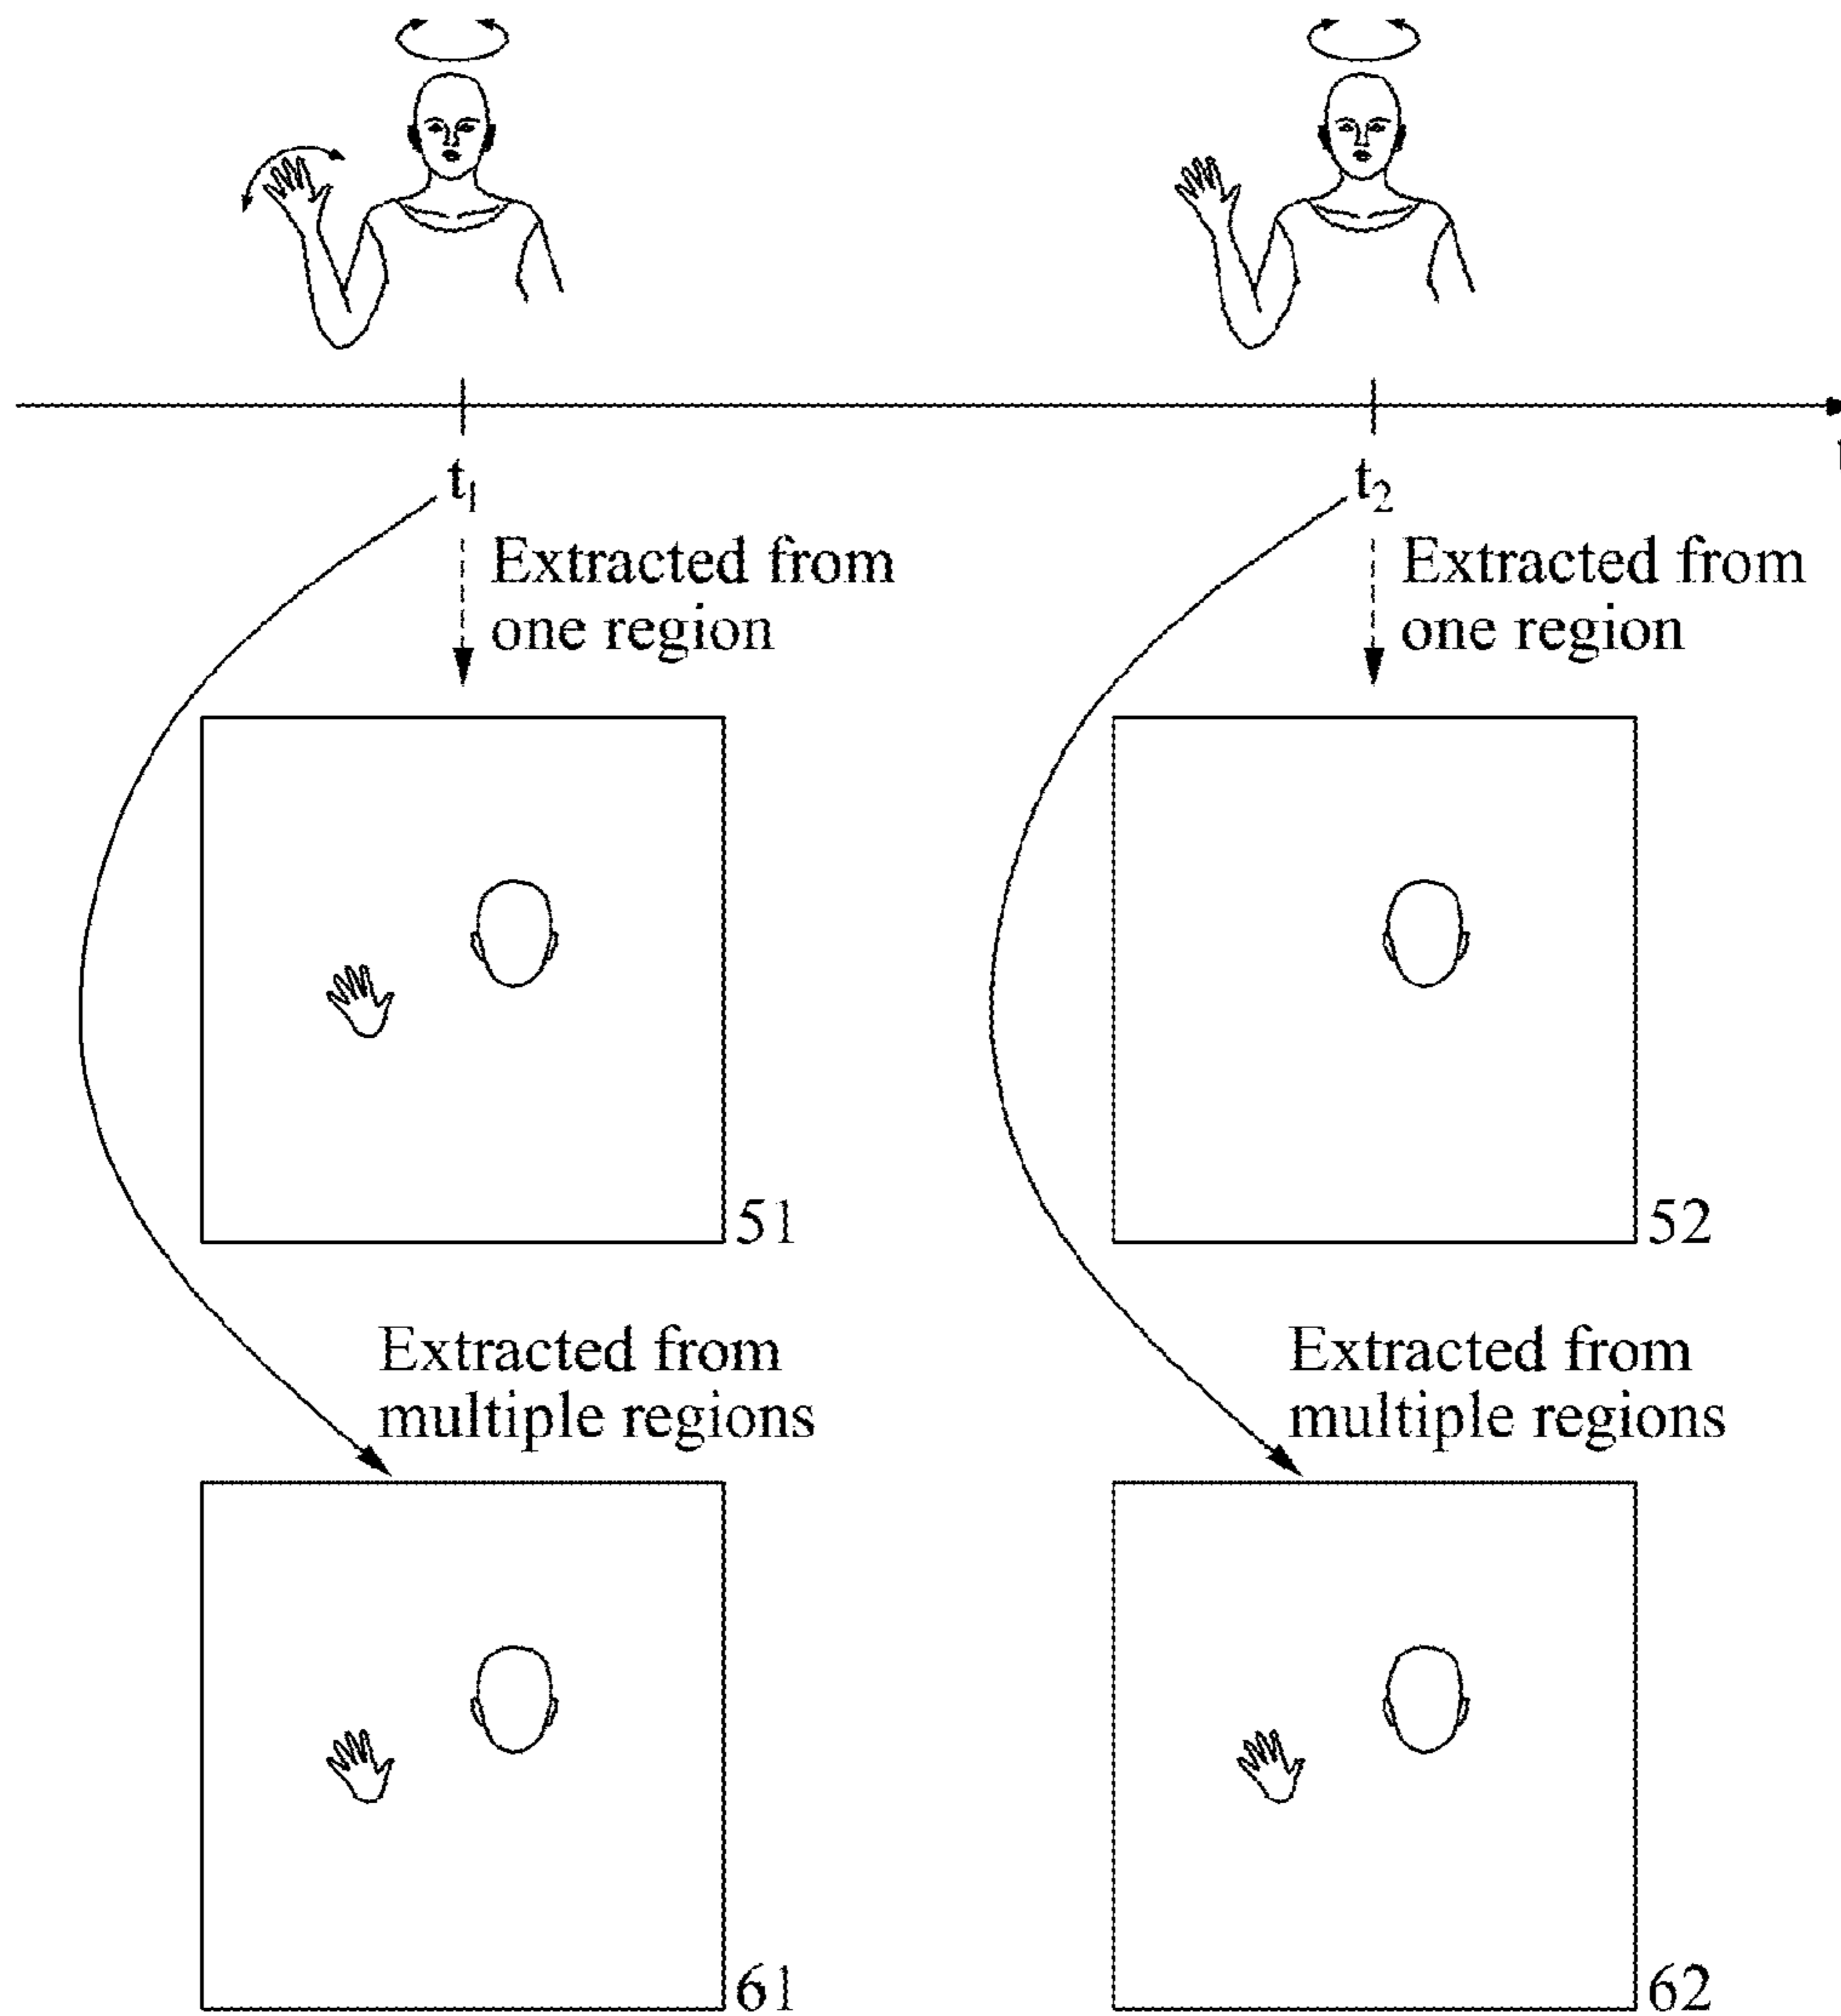 t
t₁
t₂
Extracted from
one region
Extracted from
one region
51
52
Extracted from
multiple regions
Extracted from
multiple regions
61
62